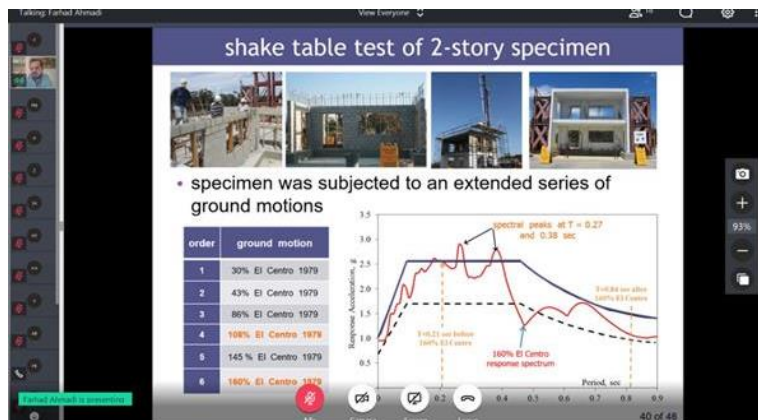 Talking: Farhad Ahmadi
View Everyone
shake table test of 2-story specimen
• specimen was subjected to an extended series of
ground motions
order ground motion
1 30% El Centro 1979
2 43% El Centro 1979
3 86% El Centro 1979
4 108% El Centro 1979
5 145 % El Centro 1979
6 160% El Centro 1979
Response Acceleration, g
3.5
3.0
2.5
2.0
1.5
1.0
0.5
spectral peaks at T = 0.27
and 0.38 sec
T=0.84 sec after
160% El Centro
T=0.21 sec before
160% El Centro
160% El Centro
response spectrum
Period, sec
0 0.2 0.4 0.5 0.6 0.7 0.8 0.9
93%
Farhad Ahmadi is presenting
40 of 46